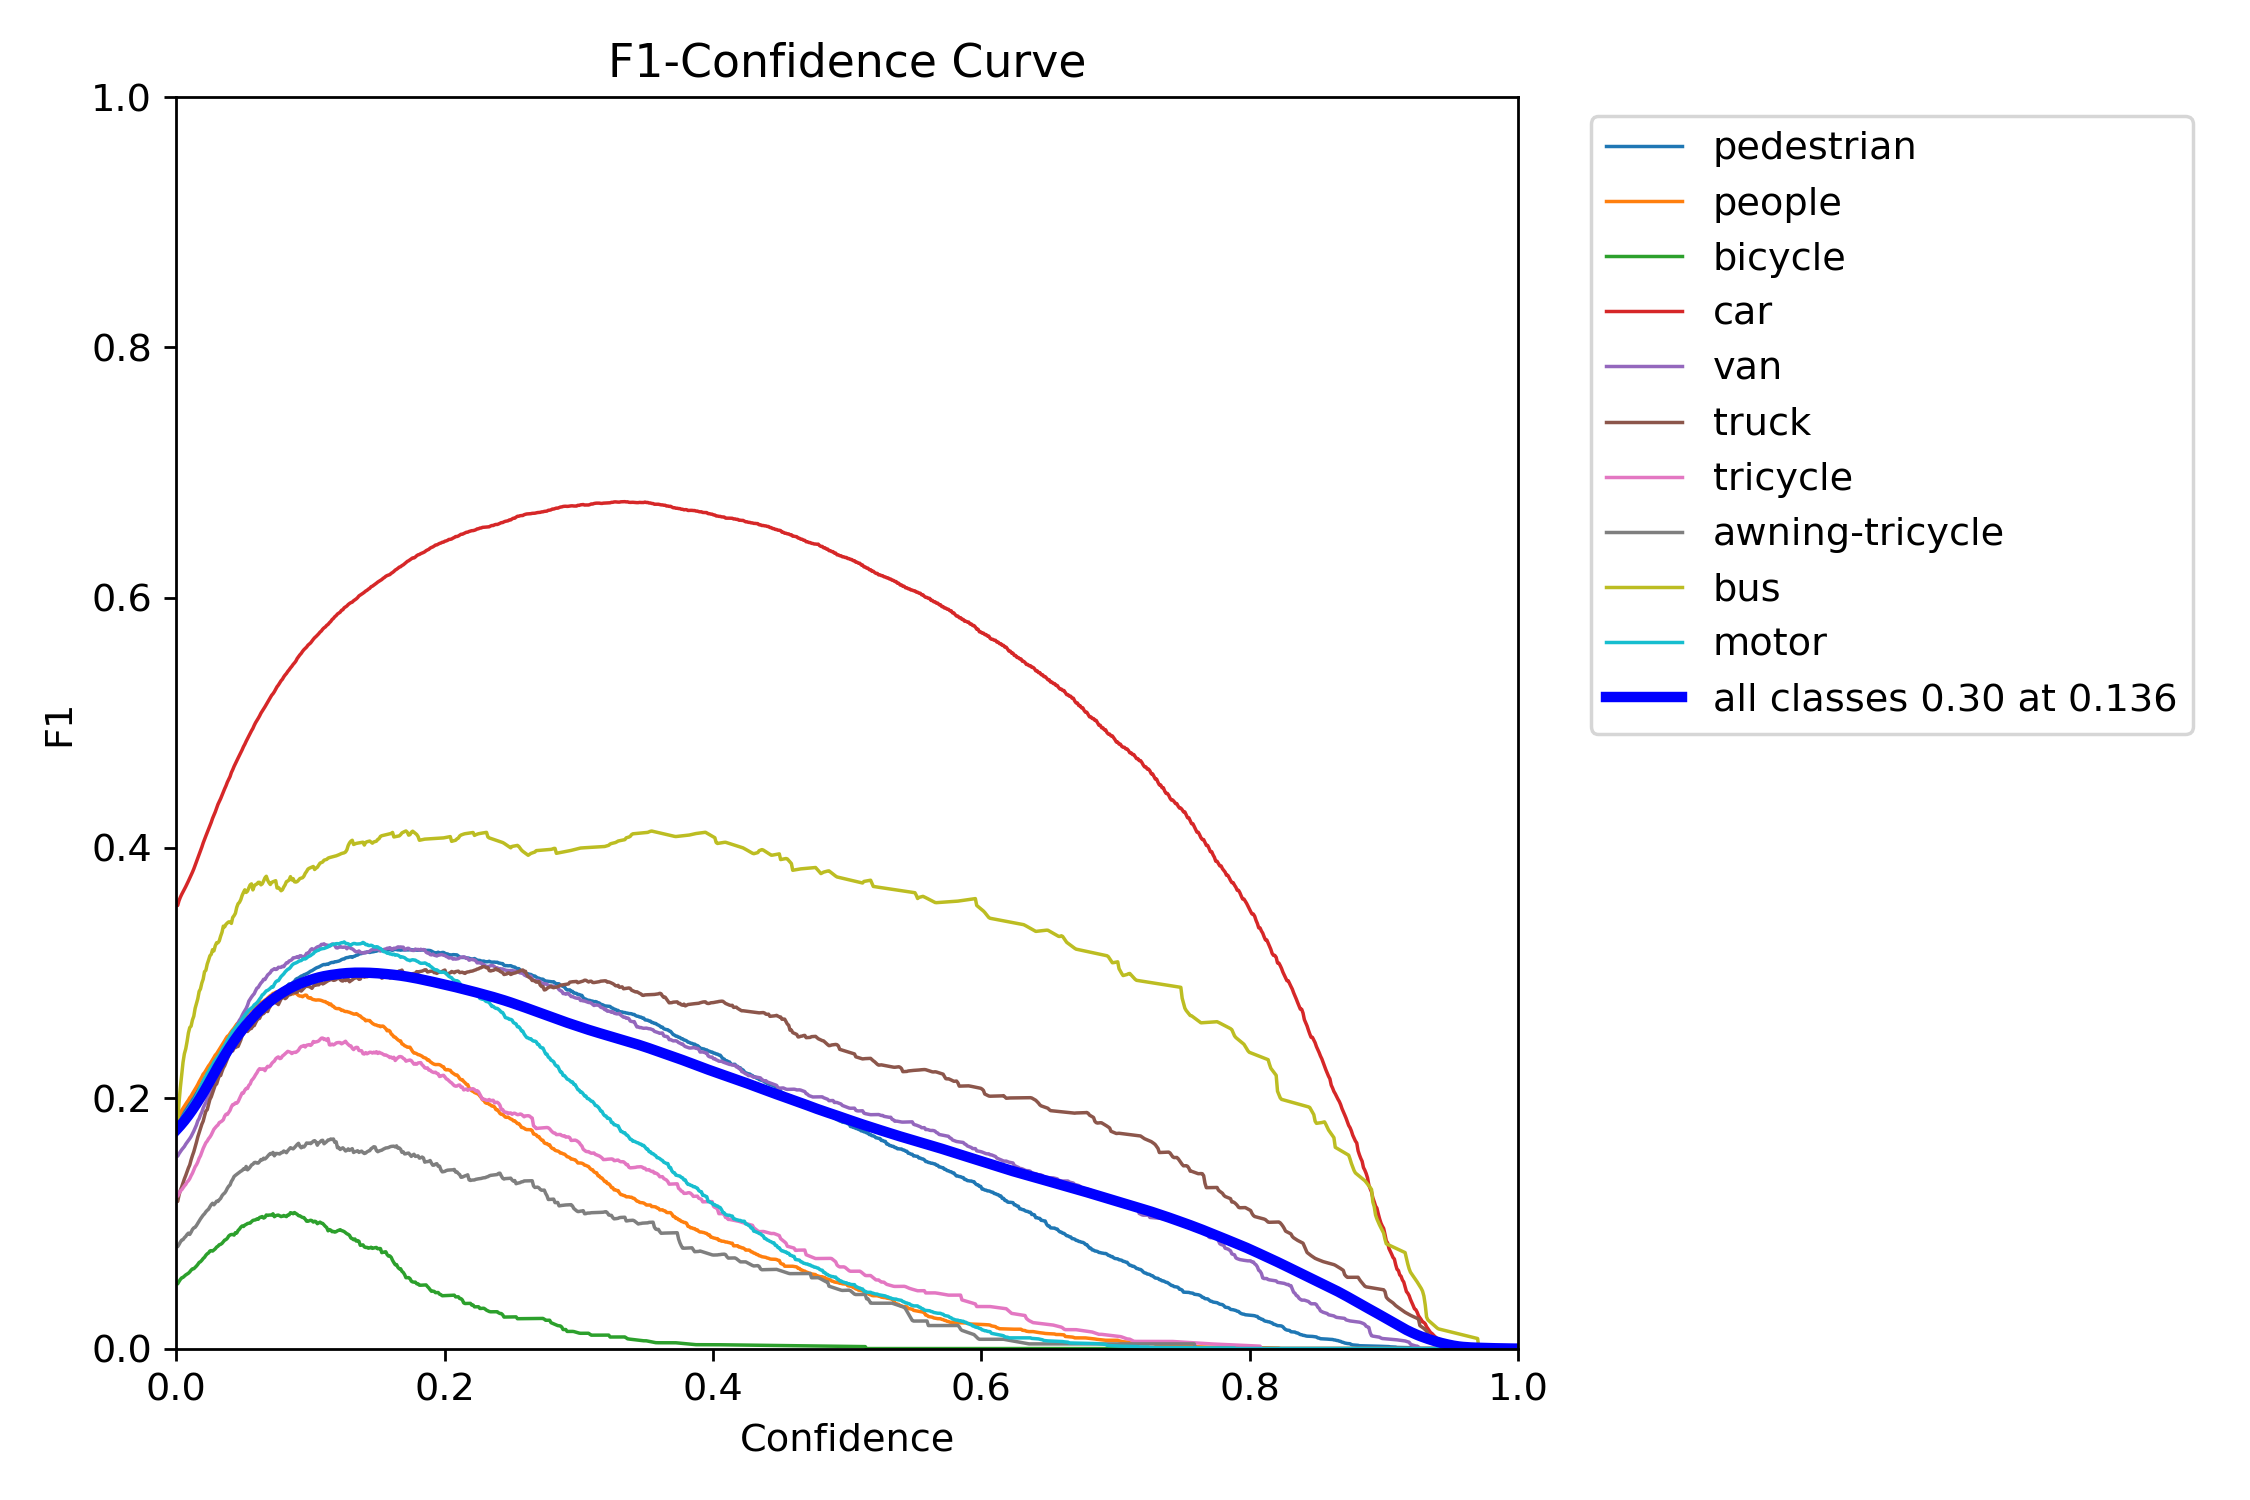 F1-Confidence Curve
1.0
0.8
0.6
0.4
0.2
0.0
F1
0.0 0.2 0.4 0.6 0.8 1.0
Confidence
pedestrian
people
bicycle
car
van
truck
tricycle
awning-tricycle
bus
motor
all classes 0.30 at 0.136